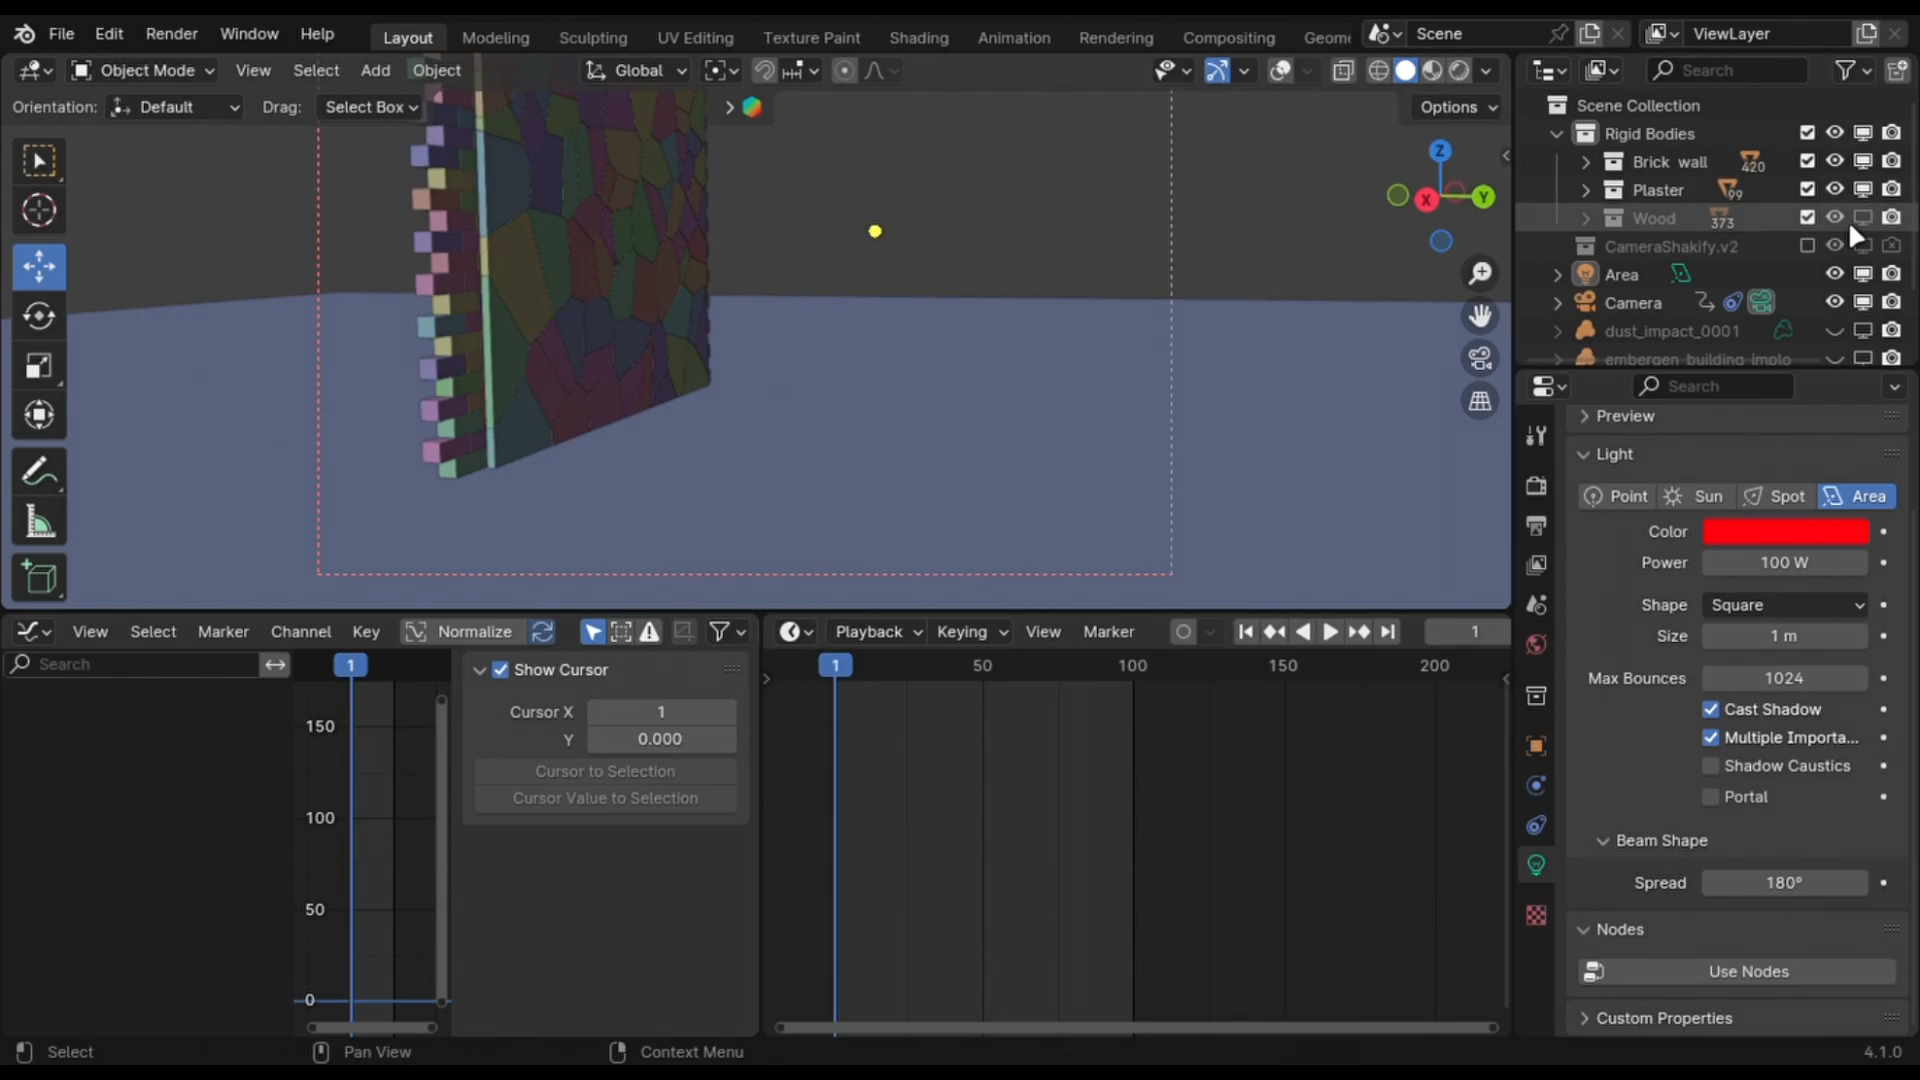 File Edit Render Window Help Layout Modeling Sculpting UV Editing Texture Paint Shading Animation Rendering Compositing Geome Scene ViewLayer
Object Mode View Select Add Object Global Search
Orientation: Default Drag: Select Box Options
Scene Collection
Rigid Bodies
Brick wall 420
Plaster 99
Wood 373
CameraShakify.v2
Area
Camera
dust_impact_0001
embergen building implo
Z
Y
X
Search
Preview
Light
Point Sun Spot Area
Color
Power 100 W
Shape Square
Size 1 m
Max Bounces 1024
Cast Shadow
Multiple Importa...
Shadow Caustics
Portal
Beam Shape
Spread 180°
Nodes
Use Nodes
Custom Properties
View Select Marker Channel Key Normalize
Search 1
Show Cursor
Cursor X 1
Y 0.000
Cursor to Selection
Cursor Value to Selection
150
100
50
0
Playback Keying View Marker 1
1 50 100 150 200
Select Pan View Context Menu 4.1.0